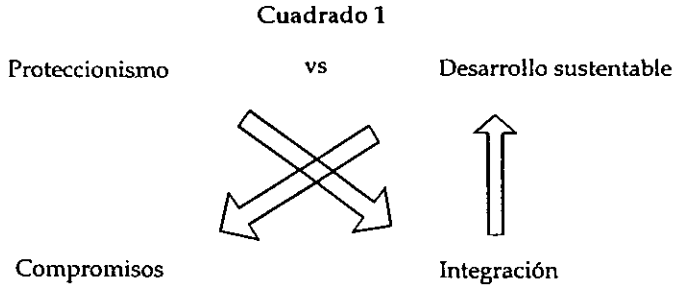 Cuadrado 1
Proteccionismo vs Desarrollo sustentable
Compromisos Integración